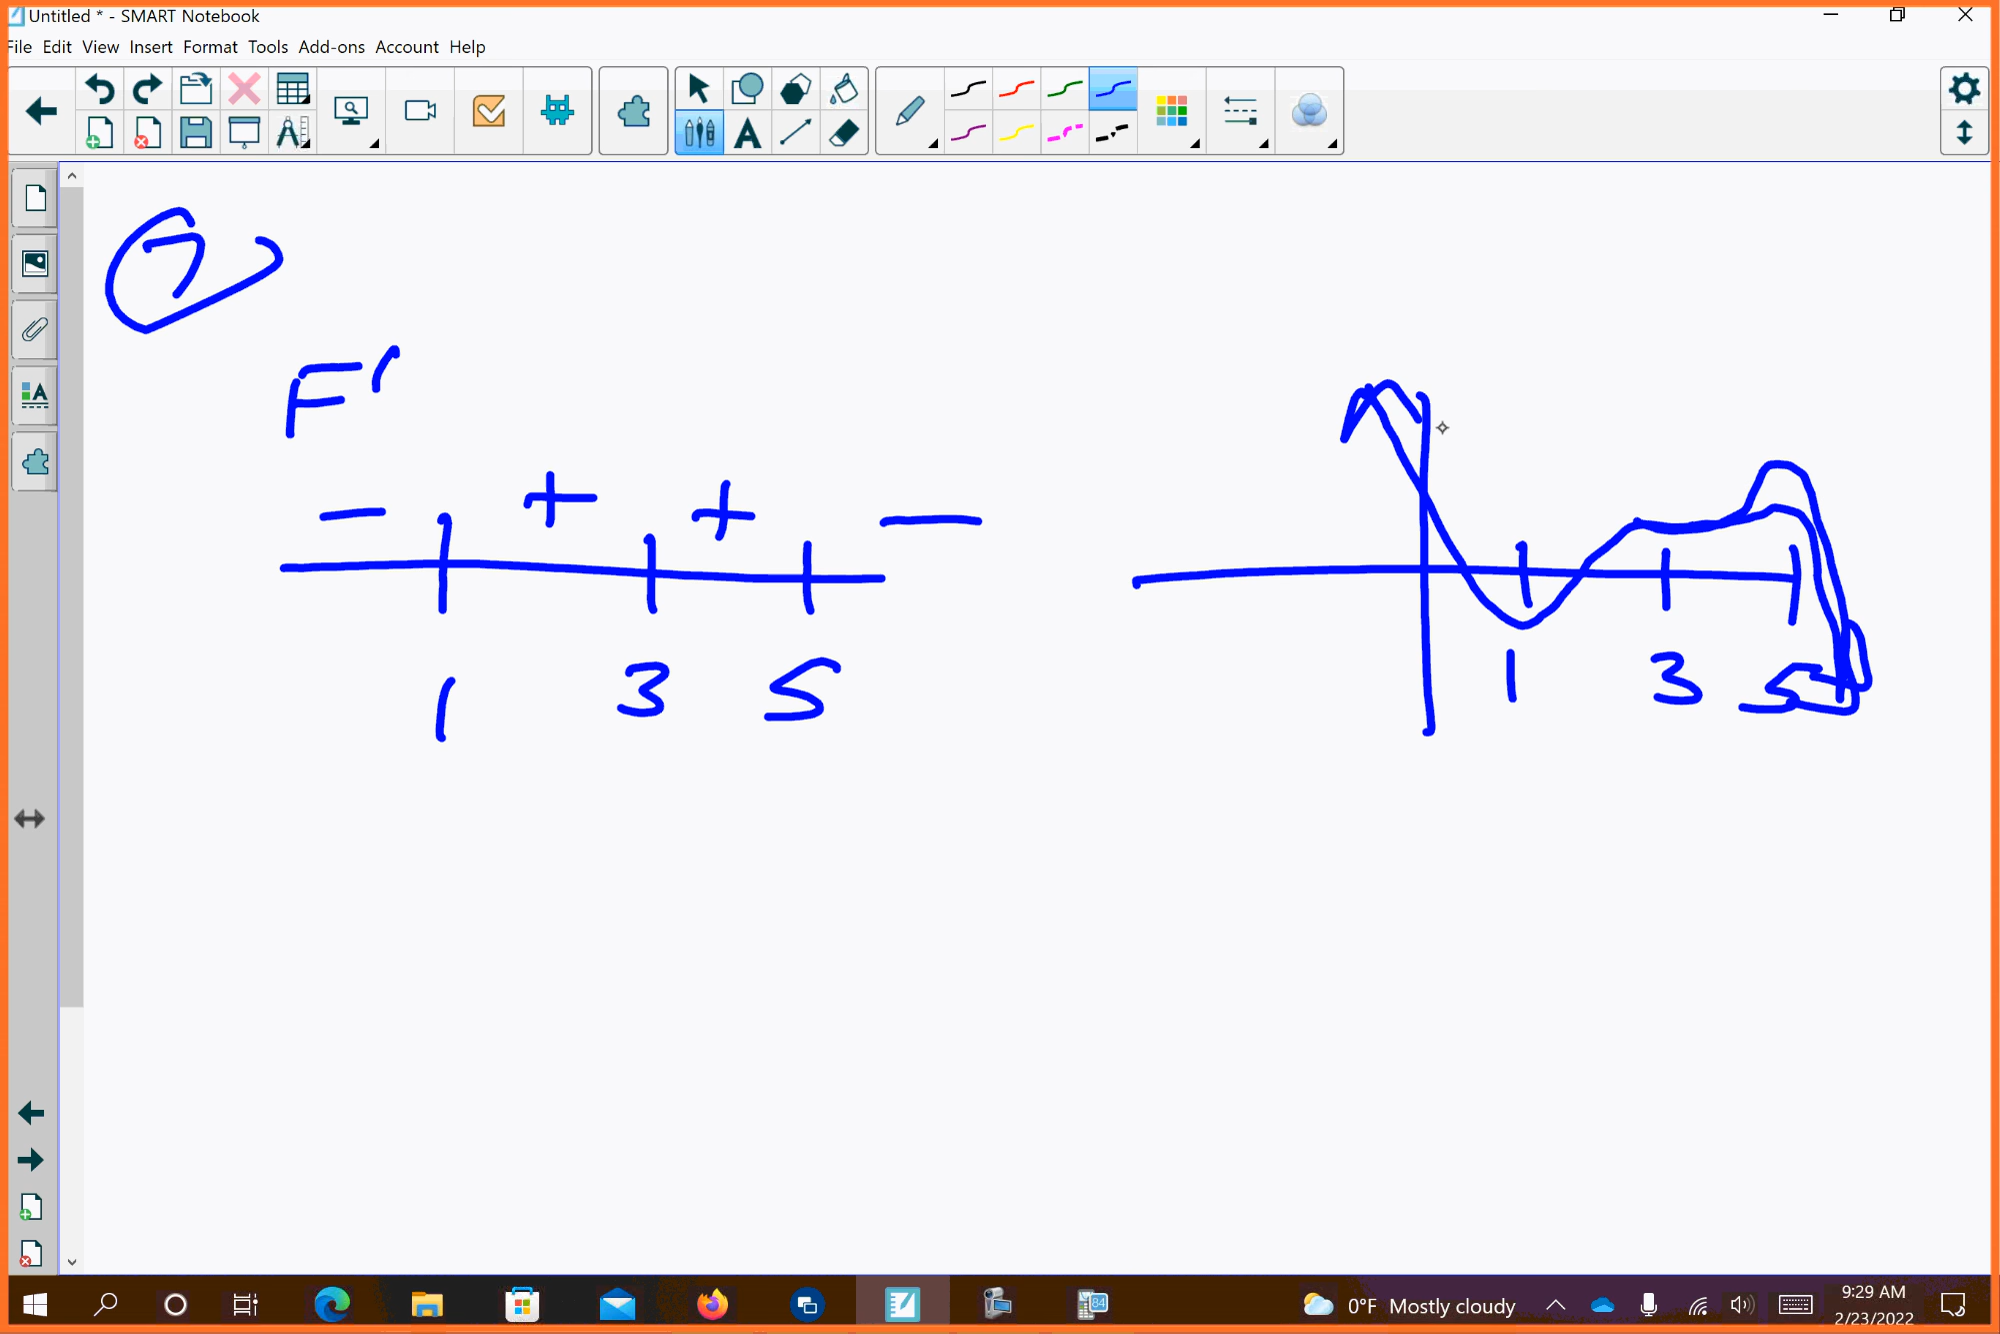 Untitled * - SMART Notebook
File Edit View Insert Format Tools Add-ons Account Help
7
F'
− + + −
1 3 5
1 3 5
84
0°F Mostly cloudy
9:29 AM
2/23/2022